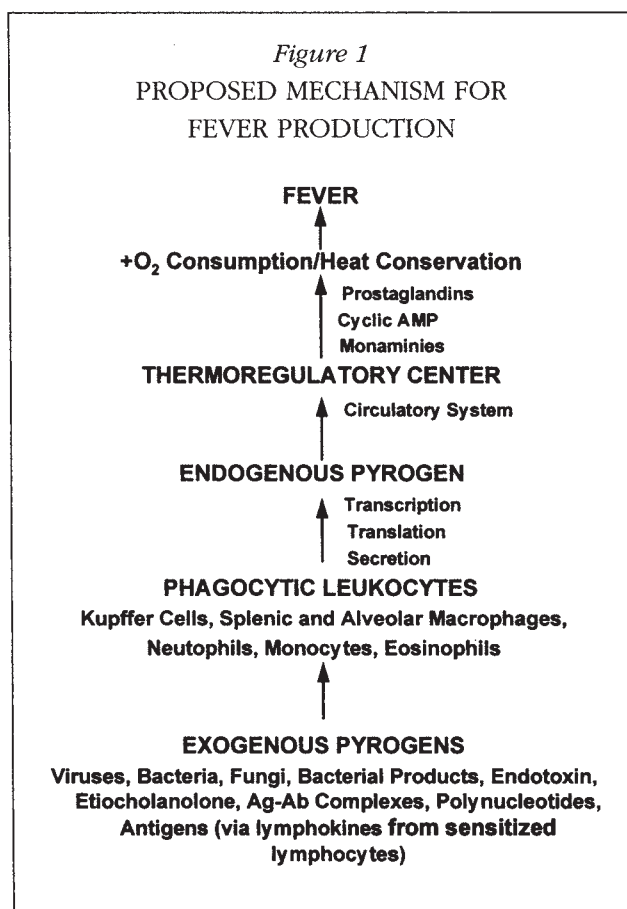 Figure 1
PROPOSED MECHANISM FOR
FEVER PRODUCTION
FEVER
+O₂ Consumption/Heat Conservation
Prostaglandins
Cyclic AMP
Monaminies
THERMOREGULATORY CENTER
Circulatory System
ENDOGENOUS PYROGEN
Transcription
Translation
Secretion
PHAGOCYTIC LEUKOCYTES
Kupffer Cells, Splenic and Alveolar Macrophages,
Neutophils, Monocytes, Eosinophils
EXOGENOUS PYROGENS
Viruses, Bacteria, Fungi, Bacterial Products, Endotoxin,
Etiocholanolone, Ag-Ab Complexes, Polynucleotides,
Antigens (via lymphokines from sensitized
lymphocytes)